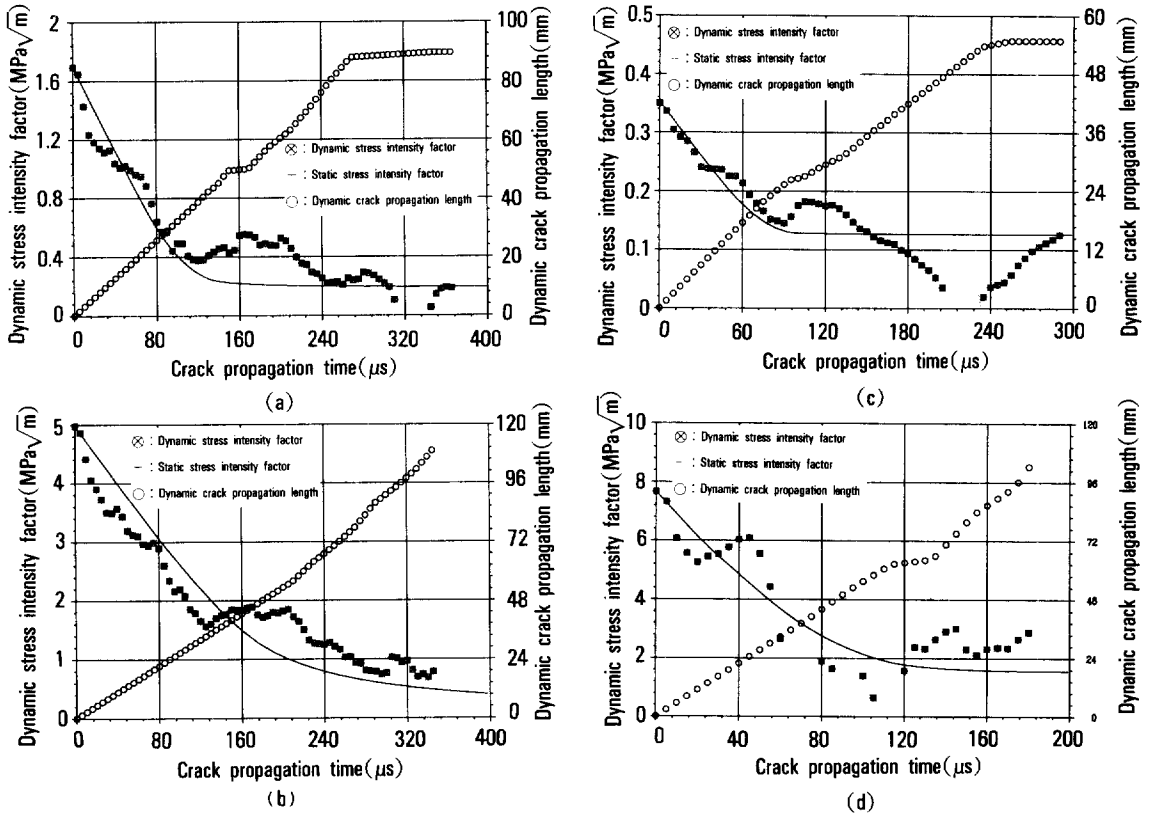 Dynamic stress intensity factor(MPa√m)
2
1.6
1.2
0.8
0.4
0
100
80
60
40
20
0
Dynamic crack propagation length(mm)
⊗ : Dynamic stress intensity factor
− : Static stress intensity factor
○ : Dynamic crack propagation length
0 80 160 240 320 400
Crack propagation time(μs)
(a)
Dynamic stress intensity factor(MPa√m)
0.5
0.4
0.3
0.2
0.1
0
60
48
36
24
12
0
Dynamic crack propagation length(mm)
⊗ : Dynamic stress intensity factor
− : Static stress intensity factor
○ : Dynamic crack propagation length
0 60 120 180 240 300
Crack propagation time(μs)
(c)
Dynamic stress intensity factor(MPa√m)
5
4
3
2
1
0
120
96
72
48
24
0
Dynamic crack propagation length(mm)
⊗ : Dynamic stress intensity factor
− : Static stress intensity factor
○ : Dynamic crack propagation length
0 80 160 240 320 400
Crack propagation time(μs)
(b)
Dynamic stress intensity factor(MPa√m)
10
8
6
4
2
0
120
96
72
48
24
0
Dynamic crack propagation length(mm)
⊗ : Dynamic stress intensity factor
− : Static stress intensity factor
○ : Dynamic crack propagation length
0 40 80 120 160 200
Crack propagation time(μs)
(d)